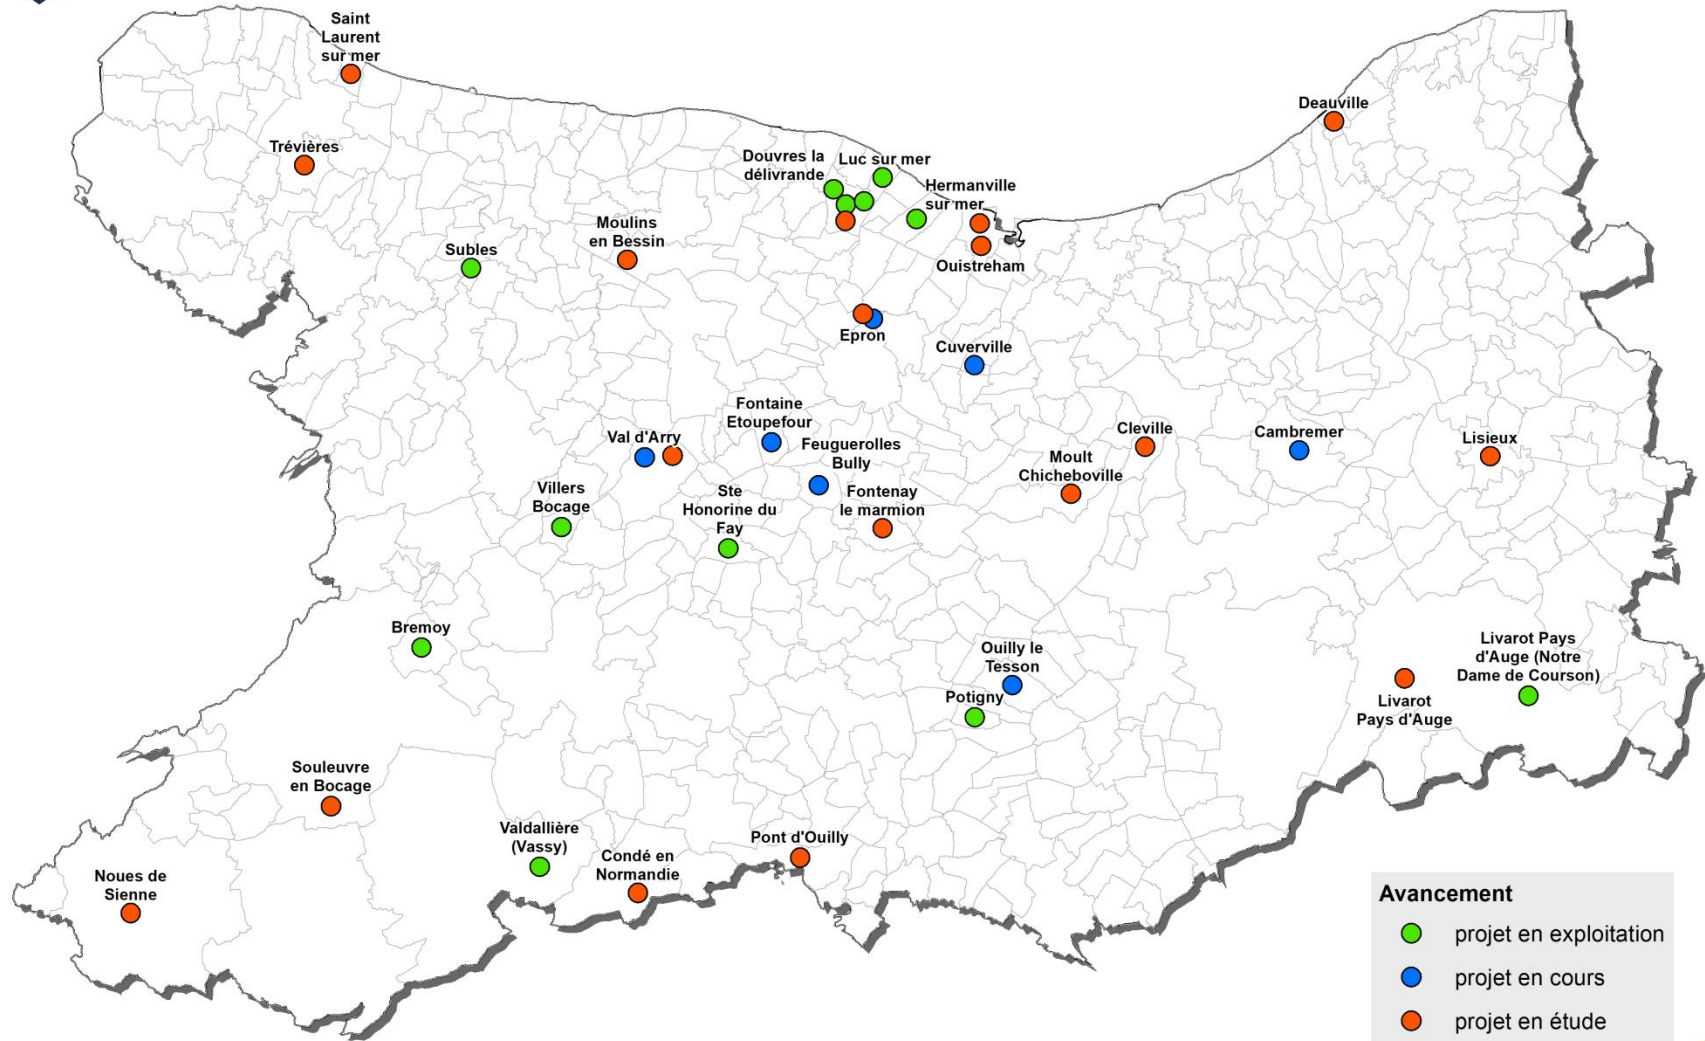 Saint
Laurent
sur mer
Deauville
Trévières
Douvres la
délivrande
Luc sur mer
Hermanville
sur mer
Moulins
en Bessin
Subles
Ouistreham
Epron
Cuverville
Fontaine
Etoupefour
Val d'Arry
Feuguerolles
Bully
Cleville
Cambremer
Lisieux
Moult
Chicheboville
Villers
Bocage
Ste
Honorine du
Fay
Fontenay
le marmion
Bremoy
Ouilly le
Tesson
Potigny
Livarot Pays
d'Auge (Notre
Dame de Courson)
Livarot
Pays d'Auge
Souleuvre
en Bocage
Valdallière
(Vassy)
Condé en
Normandie
Pont d'Ouilly
Noues de
Sienne
Avancement
projet en exploitation
projet en cours
projet en étude